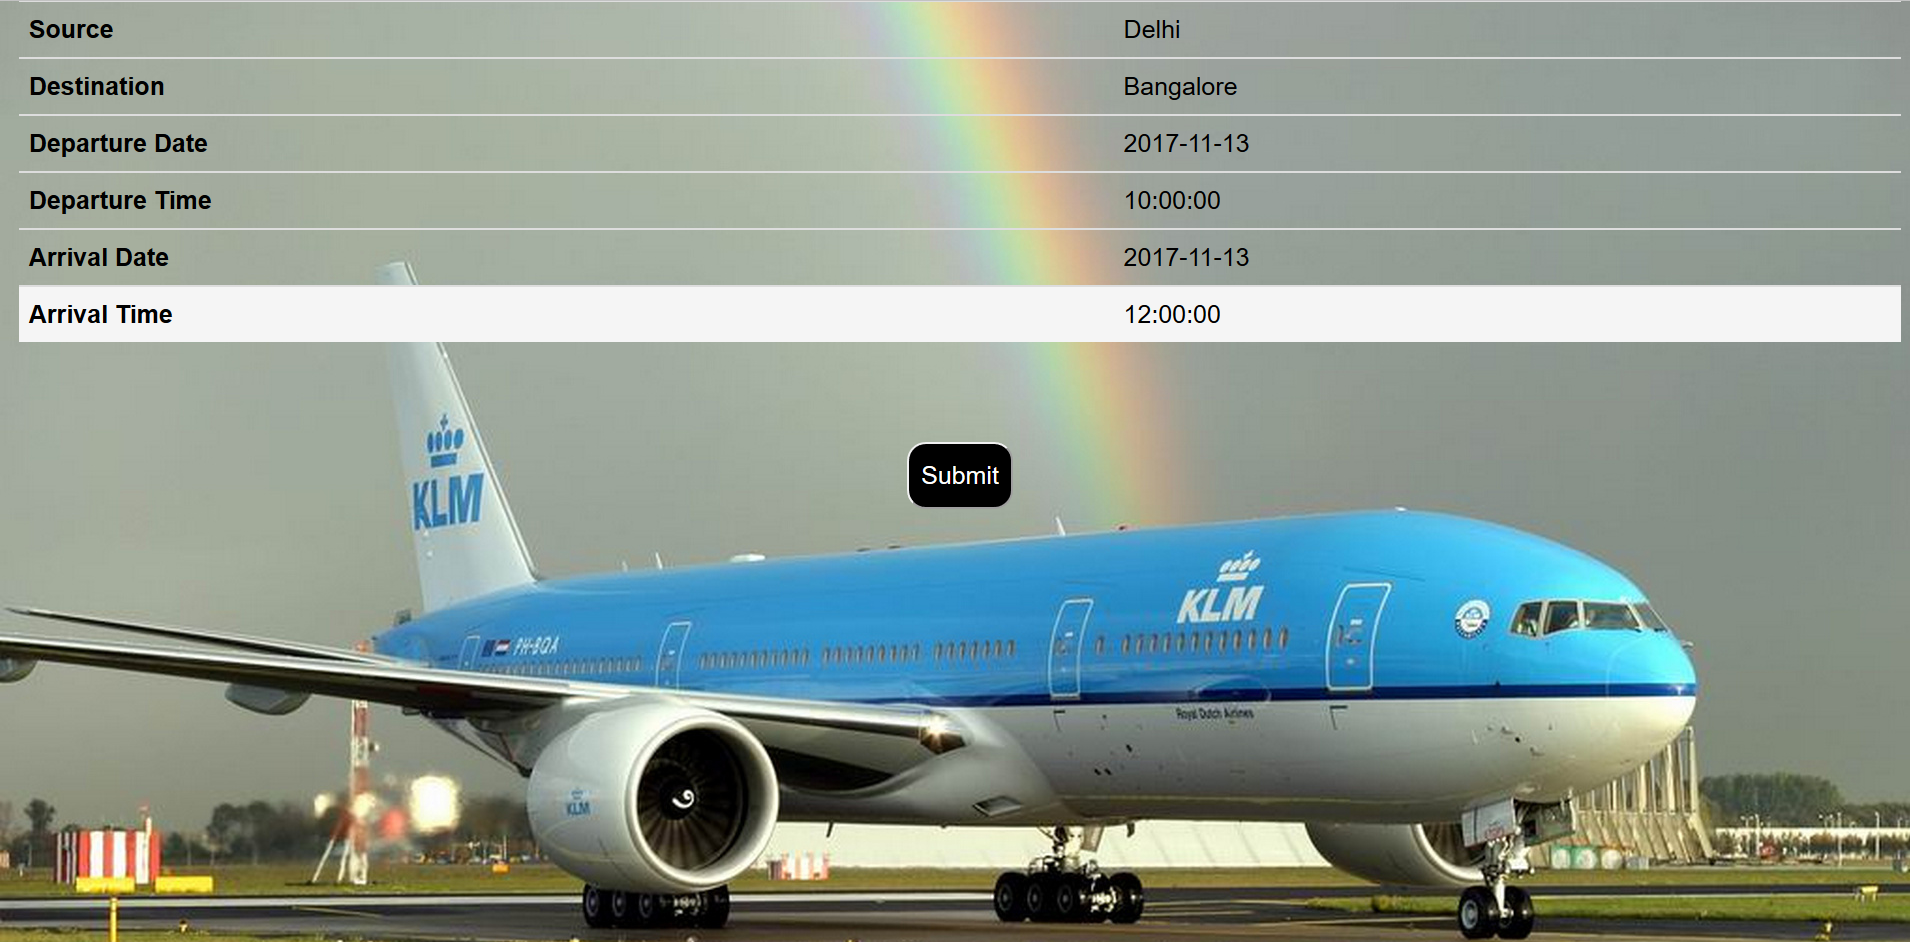 Source Delhi
Destination Bangalore
Departure Date 2017-11-13
Departure Time 10:00:00
Arrival Date 2017-11-13
Arrival Time 12:00:00
KLM
Submit
KLM
PH-BQA
Royal Dutch Airlines
KLM